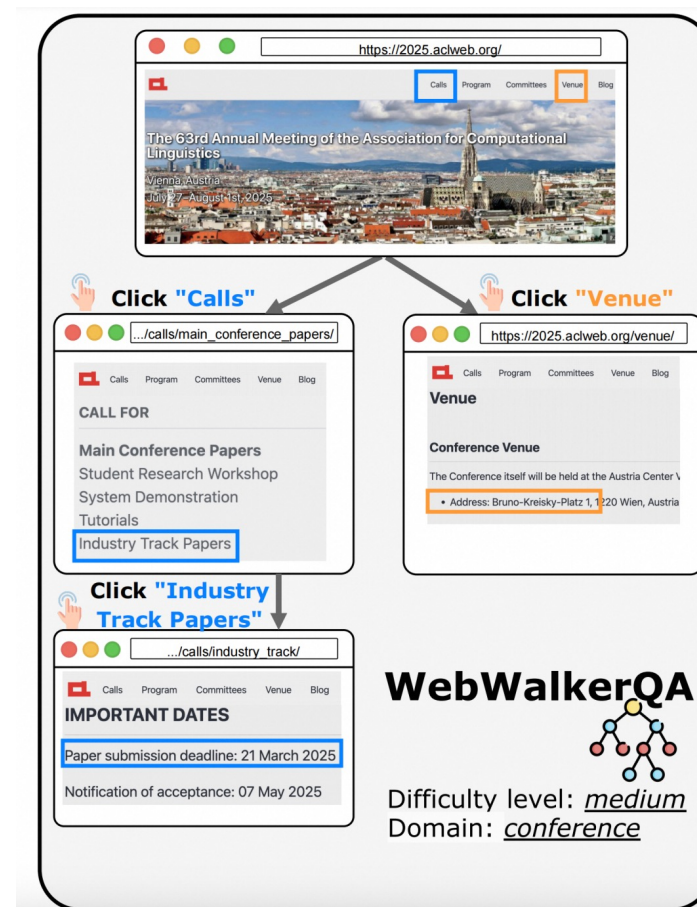 https://2025.aclweb.org/
Calls Program Committees Venue Blog
The 63rd Annual Meeting of the Association for Computational
Linguistics
Vienna, Austria
July 27–August 1st, 2025
Click "Calls"
.../calls/main_conference_papers/
Calls Program Committees Venue Blog
CALL FOR
Main Conference Papers
Student Research Workshop
System Demonstration
Tutorials
Industry Track Papers
Click "Venue"
https://2025.aclweb.org/venue/
Calls Program Committees Venue Blog
Venue
Conference Venue
The Conference itself will be held at the Austria Center
• Address: Bruno-Kreisky-Platz 1, 1220 Wien, Austria
Click "Industry
Track Papers"
.../calls/industry_track/
Calls Program Committees Venue Blog
IMPORTANT DATES
Paper submission deadline: 21 March 2025
Notification of acceptance: 07 May 2025
WebWalkerQA
Difficulty level: medium
Domain: conference